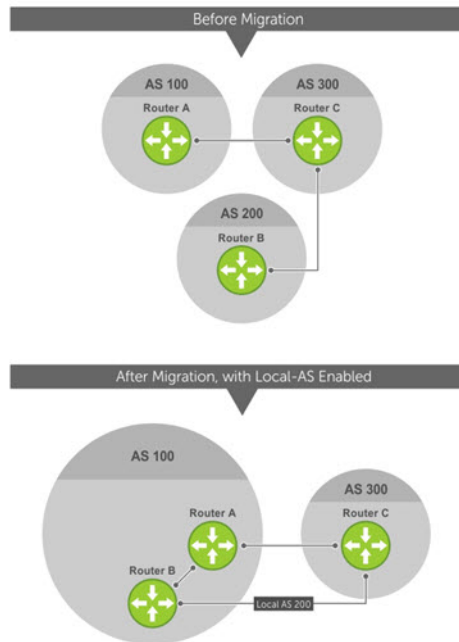 Before Migration
AS 100
AS 300
Router A
Router C
AS 200
Router B
After Migration, with Local-AS Enabled
AS 100
AS 300
Router A
Router C
Router B
Local AS 200